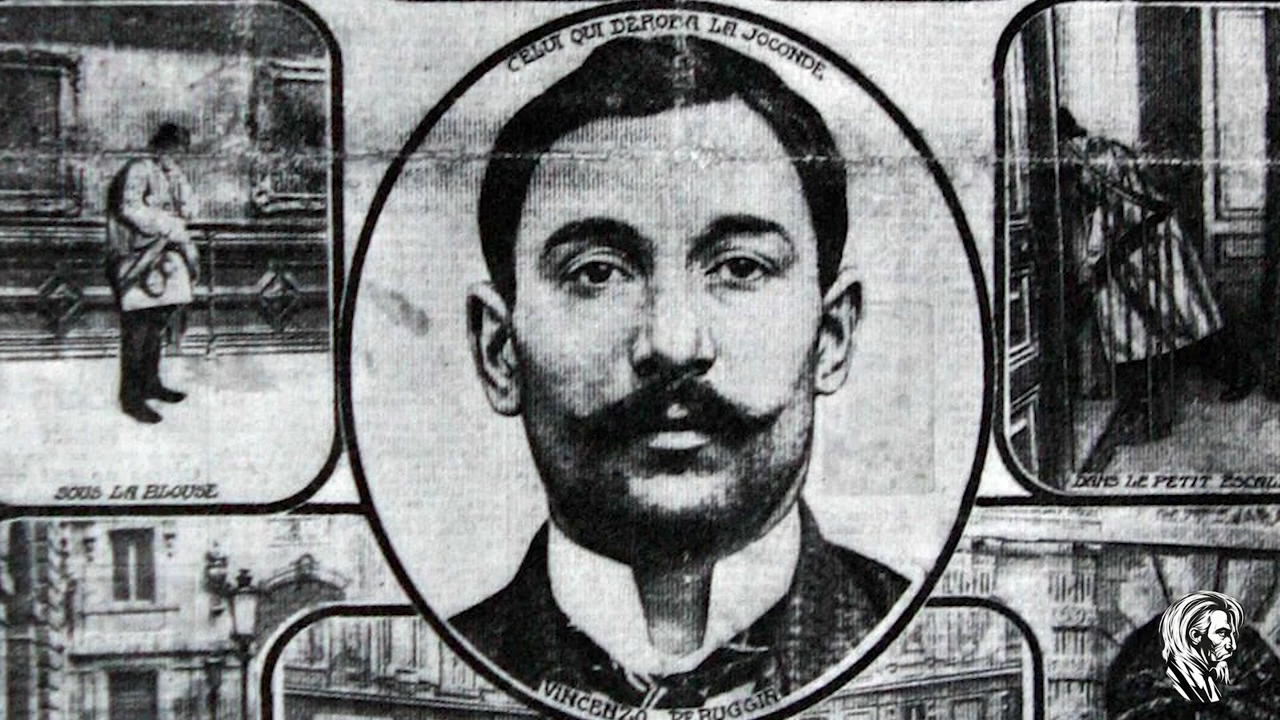 CELUI QUI DÉROBA LA JOCONDE
SOUS LA BLOUSE
DANS LE PETIT ESCAL
VINCENZO PERUGGIA